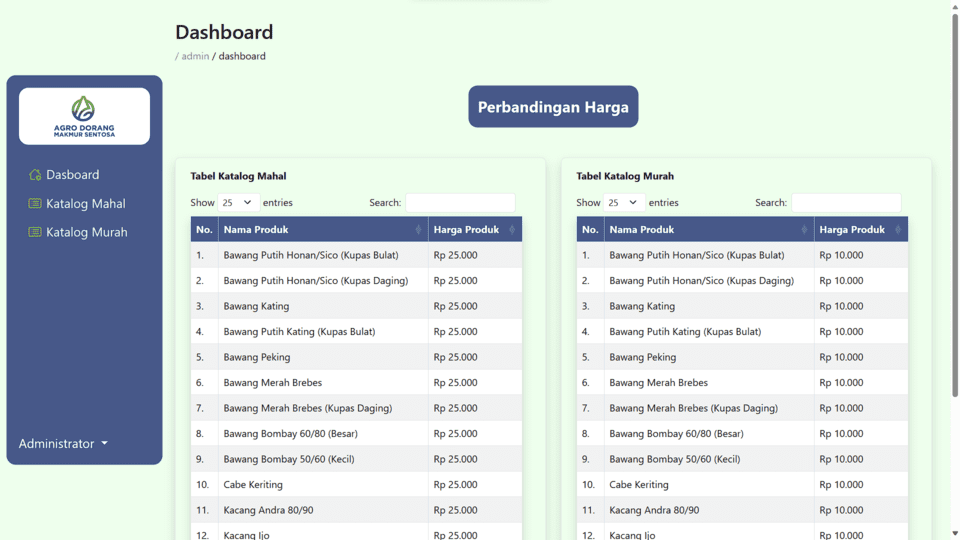 Dashboard
/ admin / dashboard
AGRO DORANG
MAKMUR SENTOSA
Dasboard
Katalog Mahal
Katalog Murah
Administrator
Perbandingan Harga
Tabel Katalog Mahal
Show 25 entries Search:
No. Nama Produk Harga Produk
1. Bawang Putih Honan/Sico (Kupas Bulat) Rp 25.000
2. Bawang Putih Honan/Sico (Kupas Daging) Rp 25.000
3. Bawang Kating Rp 25.000
4. Bawang Putih Kating (Kupas Bulat) Rp 25.000
5. Bawang Peking Rp 25.000
6. Bawang Merah Brebes Rp 25.000
7. Bawang Merah Brebes (Kupas Daging) Rp 25.000
8. Bawang Bombay 60/80 (Besar) Rp 25.000
9. Bawang Bombay 50/60 (Kecil) Rp 25.000
10. Cabe Keriting Rp 25.000
11. Kacang Andra 80/90 Rp 25.000
12. Kacang Ijo Rp 25.000
Tabel Katalog Murah
Show 25 entries Search:
No. Nama Produk Harga Produk
1. Bawang Putih Honan/Sico (Kupas Bulat) Rp 10.000
2. Bawang Putih Honan/Sico (Kupas Daging) Rp 10.000
3. Bawang Kating Rp 10.000
4. Bawang Putih Kating (Kupas Bulat) Rp 10.000
5. Bawang Peking Rp 10.000
6. Bawang Merah Brebes Rp 10.000
7. Bawang Merah Brebes (Kupas Daging) Rp 10.000
8. Bawang Bombay 60/80 (Besar) Rp 10.000
9. Bawang Bombay 50/60 (Kecil) Rp 10.000
10. Cabe Keriting Rp 10.000
11. Kacang Andra 80/90 Rp 10.000
12. Kacang Ijo Rp 10.000